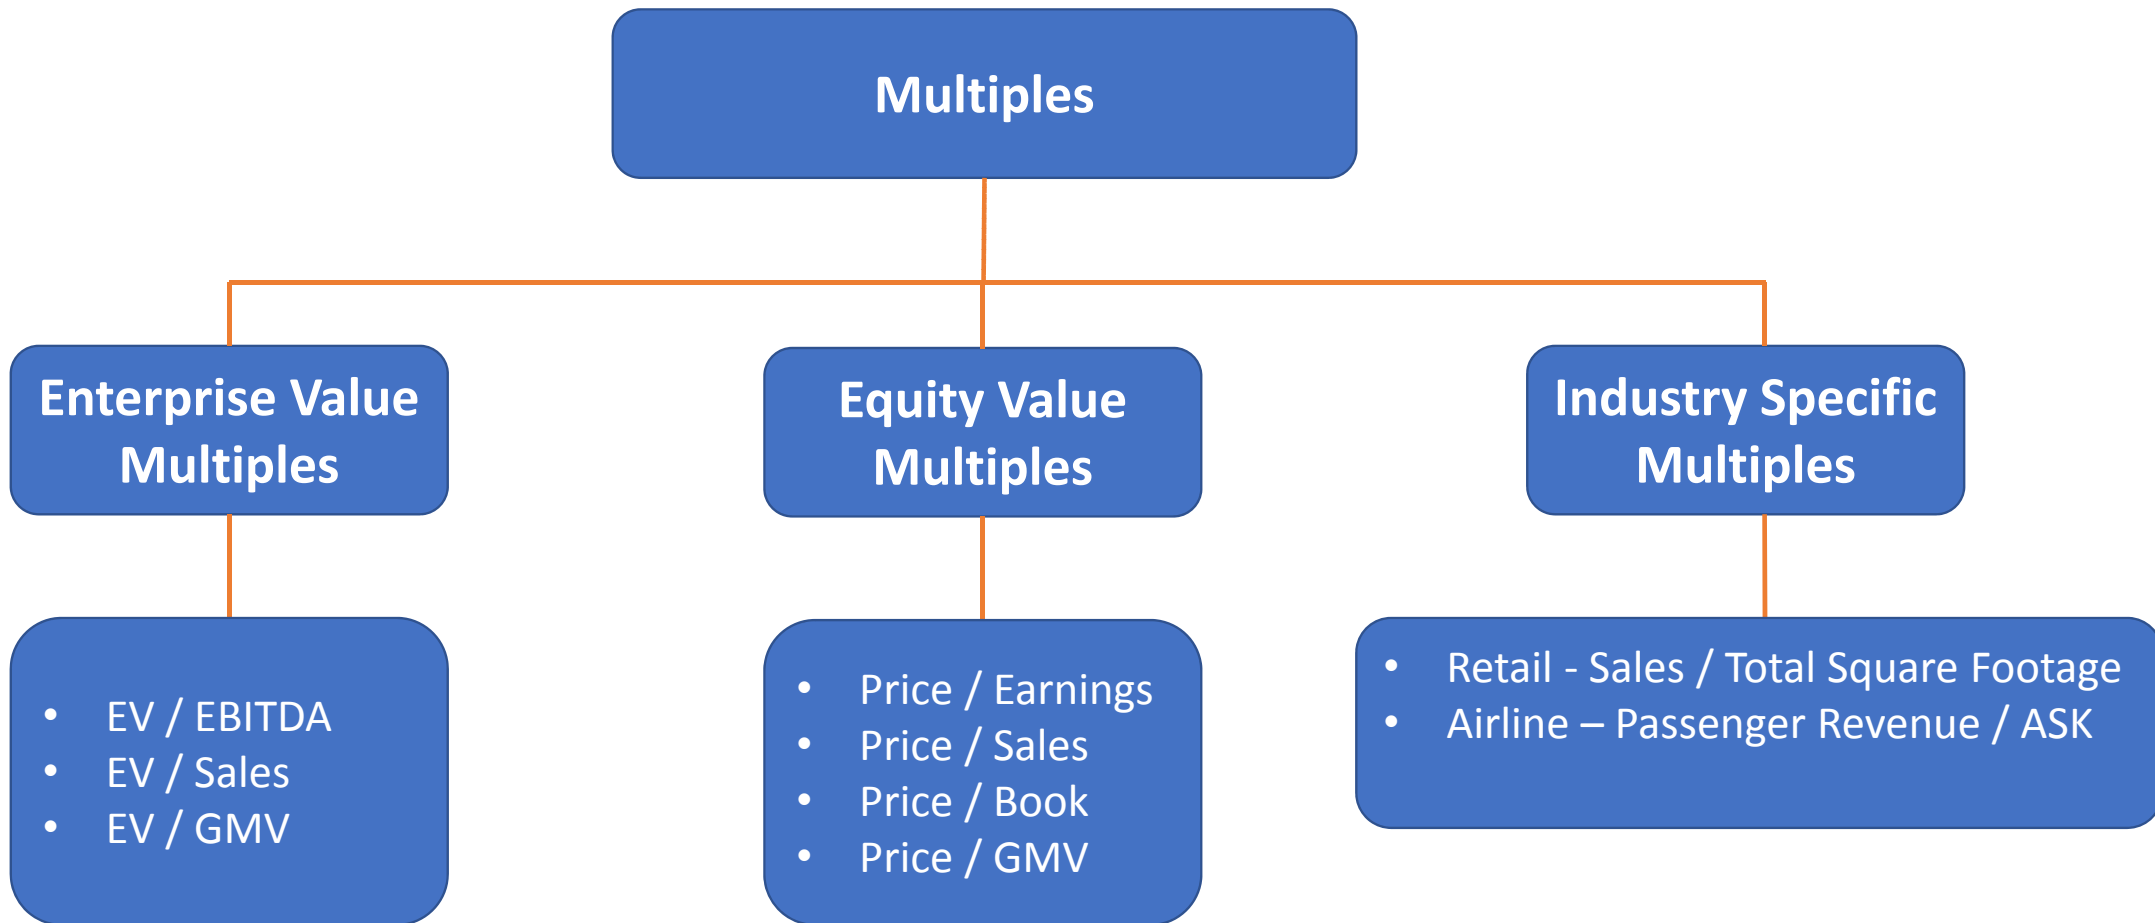 Multiples
Enterprise Value
Multiples
Equity Value
Multiples
Industry Specific
Multiples
• EV / EBITDA
• EV / Sales
• EV / GMV
• Price / Earnings
• Price / Sales
• Price / Book
• Price / GMV
• Retail - Sales / Total Square Footage
• Airline – Passenger Revenue / ASK